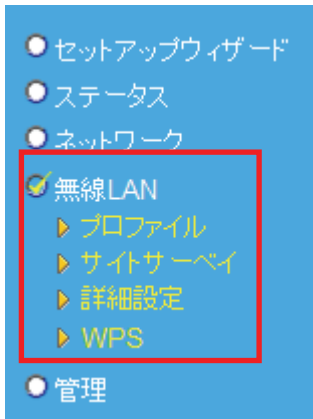 セットアップウィザード
ステータス
ネットワーク
無線LAN
プロファイル
サイトサーベイ
詳細設定
WPS
管理